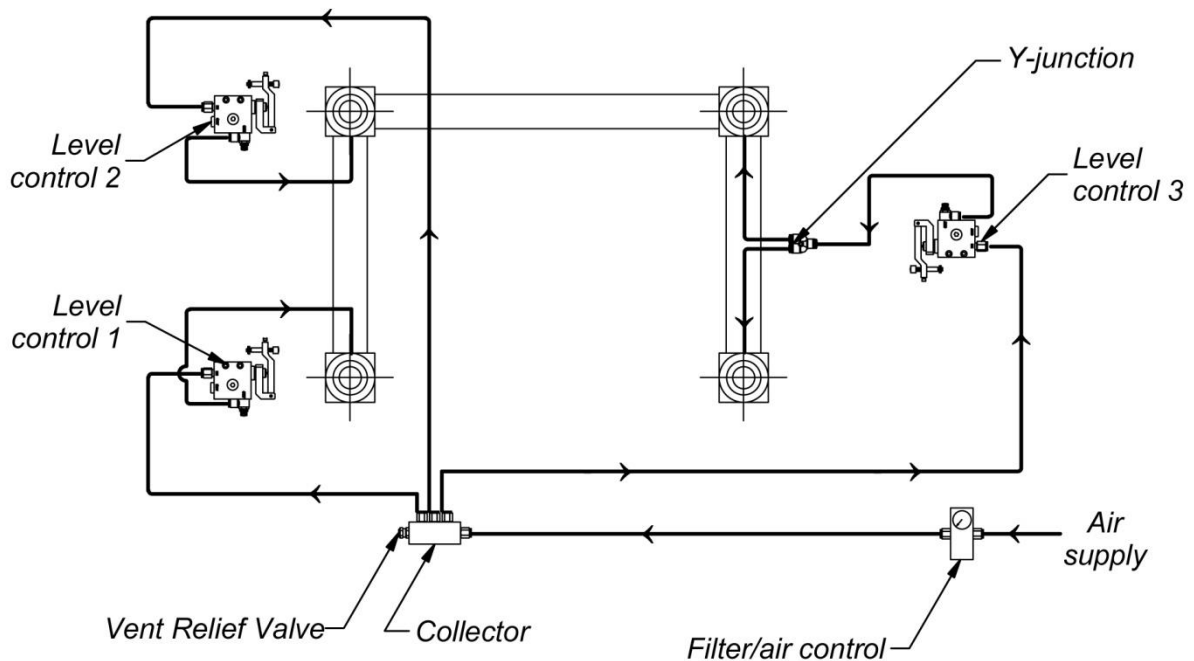 Y-junction
Level
control 2
Level
control 3
Level
control 1
Air
supply
Vent Relief Valve
Collector
Filter/air control